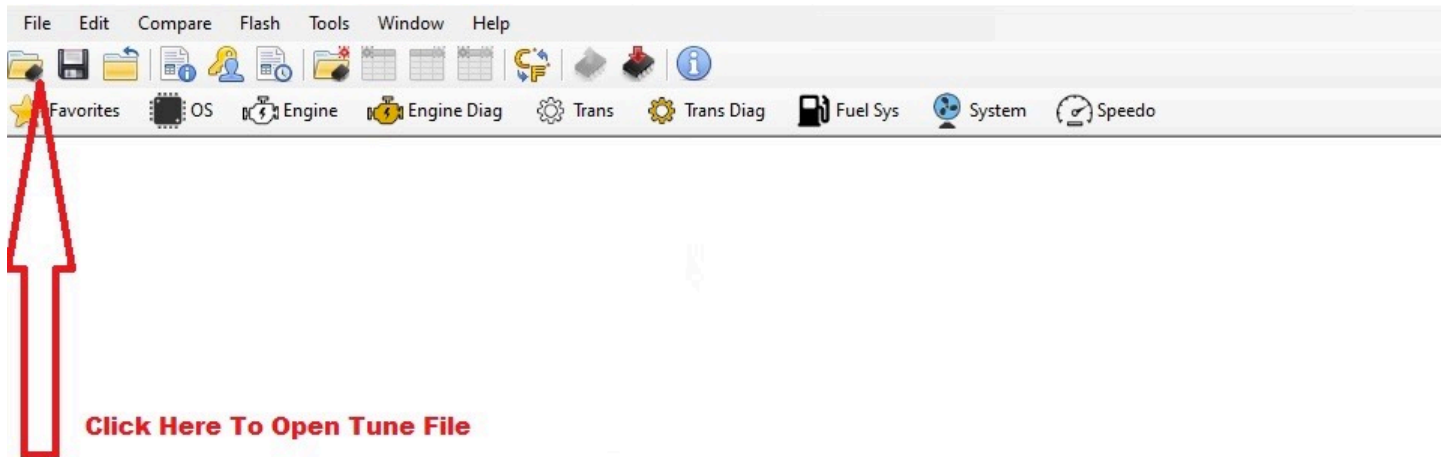 File Edit Compare Flash Tools Window Help
Favorites OS Engine Engine Diag Trans Trans Diag Fuel Sys System Speedo
Click Here To Open Tune File